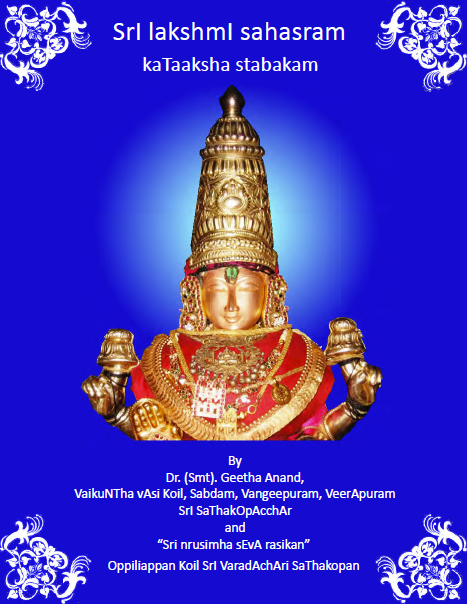 SrI lakshmI sahasram
kaTaaksha stabakam
By
Dr. (Smt). Geetha Anand,
VaikuNTha vAsi Koil, Sabdam, Vangeepuram, VeerApuram
SrI SaThakOpAcchAr
and
“Sri nrusimha sEvA rasikan”
Oppiliappan Koil SrI VaradAchAri SaThakopan